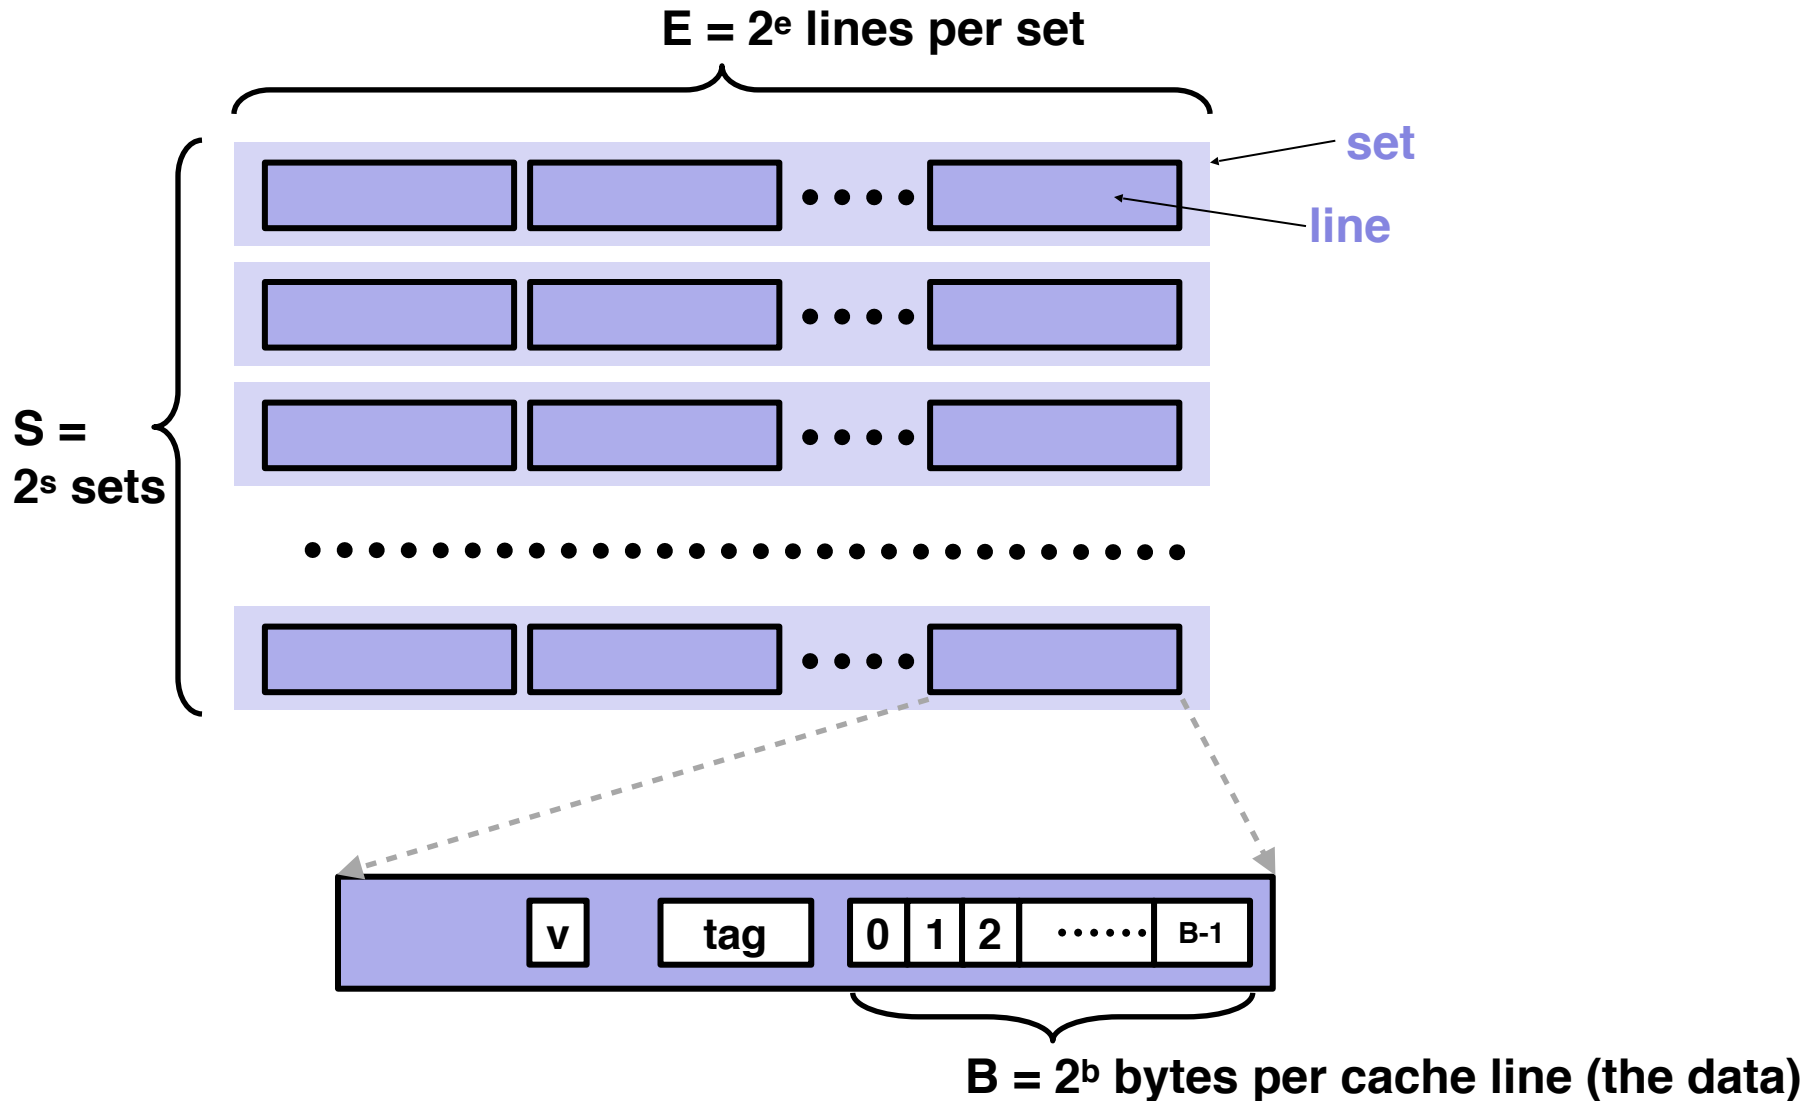 E = 2ᵉ lines per set
set
line
S =
2ˢ sets
v
tag
0
1
2
······
B-1
B = 2ᵇ bytes per cache line (the data)